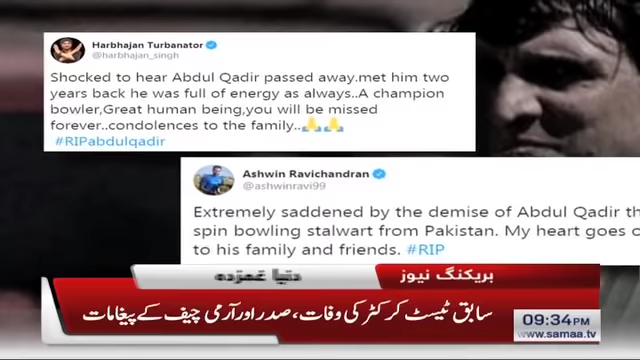 Harbhajan Turbanator
@harbhajan_singh
Shocked to hear Abdul Qadir passed away.met him two
years back he was full of energy as always..A champion
bowler,Great human being,you will be missed
forever..condolences to the family..🙏🙏
#RIPabdulqadir
Ashwin Ravichandran
@ashwinravi99
Extremely saddened by the demise of Abdul Qadir th
spin bowling stalwart from Pakistan. My heart goes o
to his family and friends. #RIP
بریکنگ نیوز
دنیا غمزدہ
سابق ٹیسٹ کرکٹر کی وفات، صدر اور آرمی چیف کے پیغامات
09:34PM
www.samaa.tv